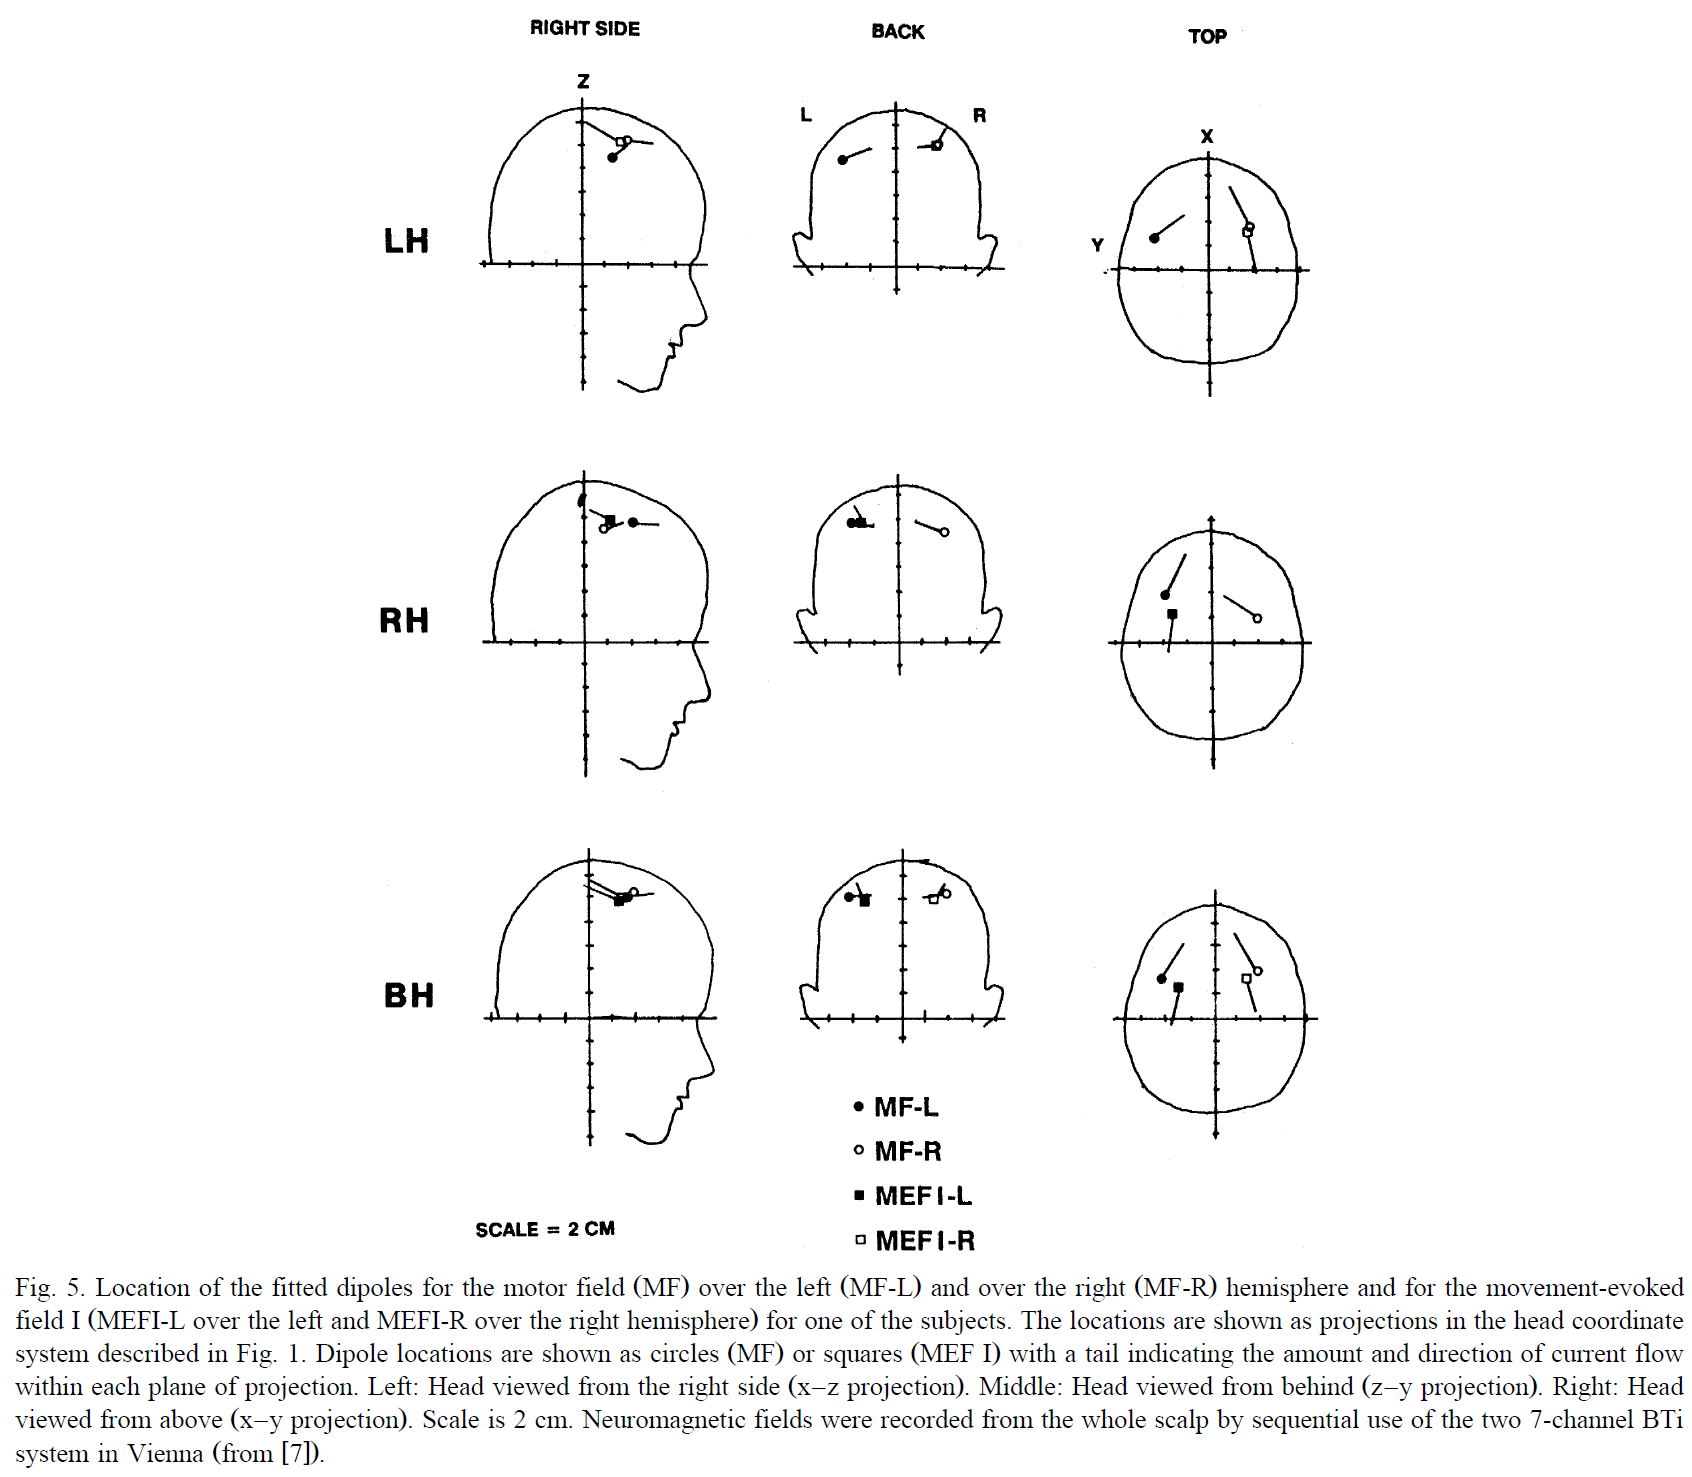 RIGHT SIDE
BACK
TOP
Z
L
R
X
Y
LH
RH
BH
MF-L
MF-R
MEFI-L
MEFI-R
SCALE = 2 CM
Fig. 5. Location of the fitted dipoles for the motor field (MF) over the left (MF-L) and over the right (MF-R) hemisphere and for the movement-evoked
field I (MEFI-L over the left and MEFI-R over the right hemisphere) for one of the subjects. The locations are shown as projections in the head coordinate
system described in Fig. 1. Dipole locations are shown as circles (MF) or squares (MEF I) with a tail indicating the amount and direction of current flow
within each plane of projection. Left: Head viewed from the right side (x–z projection). Middle: Head viewed from behind (z–y projection). Right: Head
viewed from above (x–y projection). Scale is 2 cm. Neuromagnetic fields were recorded from the whole scalp by sequential use of the two 7-channel BTi
system in Vienna (from [7]).